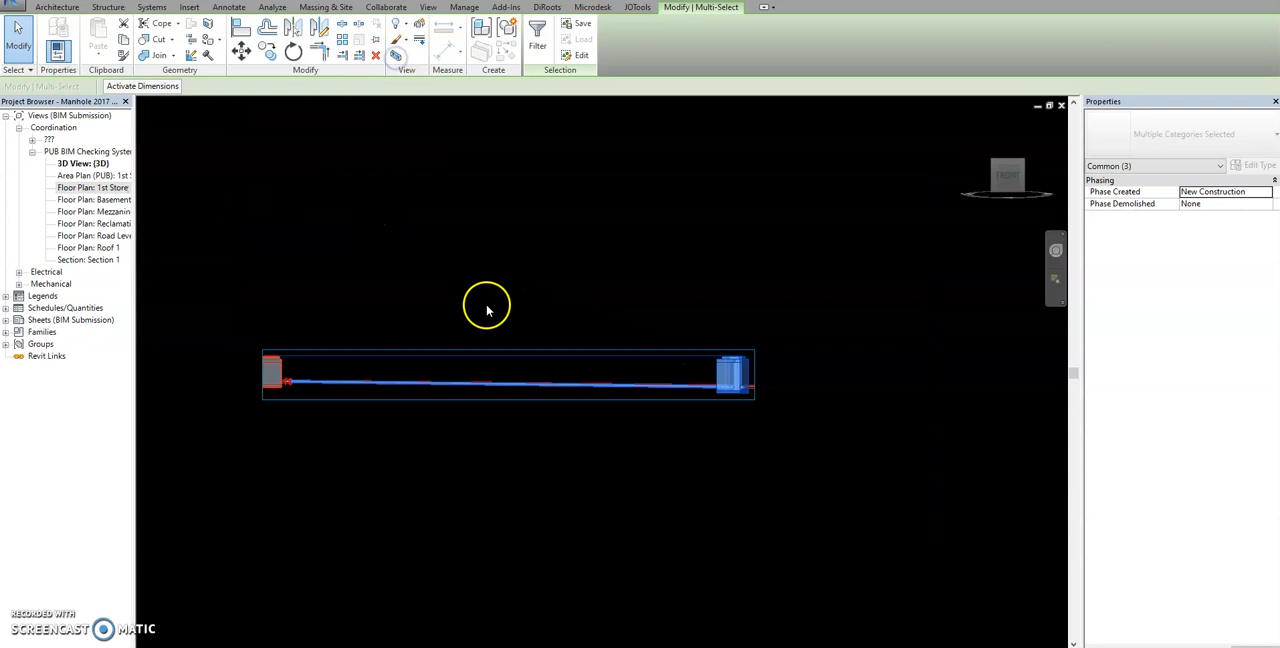 Architecture Structure Systems Insert Annotate Analyze Massing & Site Collaborate View Manage Add-Ins DiRoots Microdesk JOTools Modify | Multi-Select
Modify Paste Cope Cut Join Filter Save Load Edit
Select Properties Clipboard Geometry Modify View Measure Create Selection
Modify | Multi-Select Activate Dimensions
Project Browser - Manhole 2017 ...
Views (BIM Submission)
Coordination
???
PUB BIM Checking Systen
3D View: (3D)
Area Plan (PUB): 1st
Floor Plan: 1st Store
Floor Plan: Basement
Floor Plan: Mezzanin
Floor Plan: Reclamati
Floor Plan: Road Leve
Floor Plan: Roof 1
Section: Section 1
Electrical
Mechanical
Legends
Schedules/Quantities
Sheets (BIM Submission)
Families
Groups
Revit Links
FRONT
Properties
Multiple Categories Selected
Common (3) Edit Type
Phasing
Phase Created New Construction
Phase Demolished None
RECORDED WITH
SCREENCAST MATIC